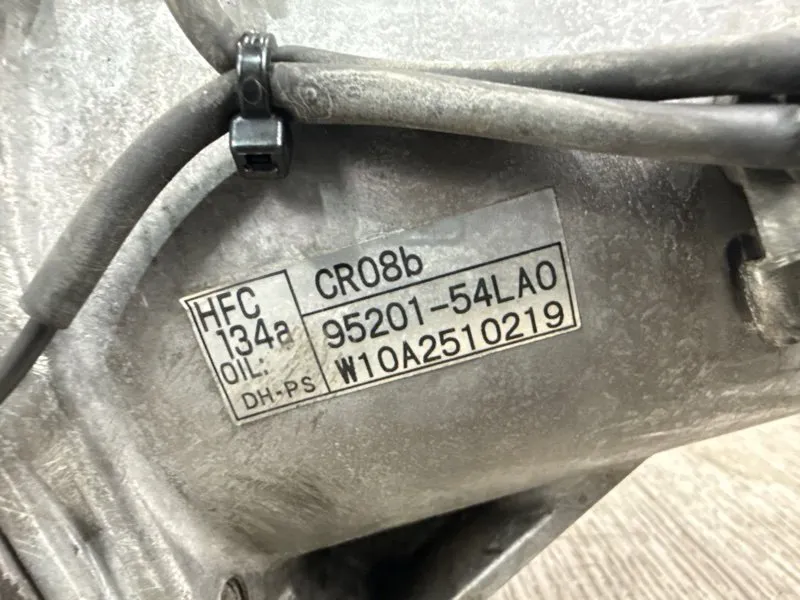 HFC
134a
OIL:
DH-PS
CR08b
95201-54LA0
W10A2510219